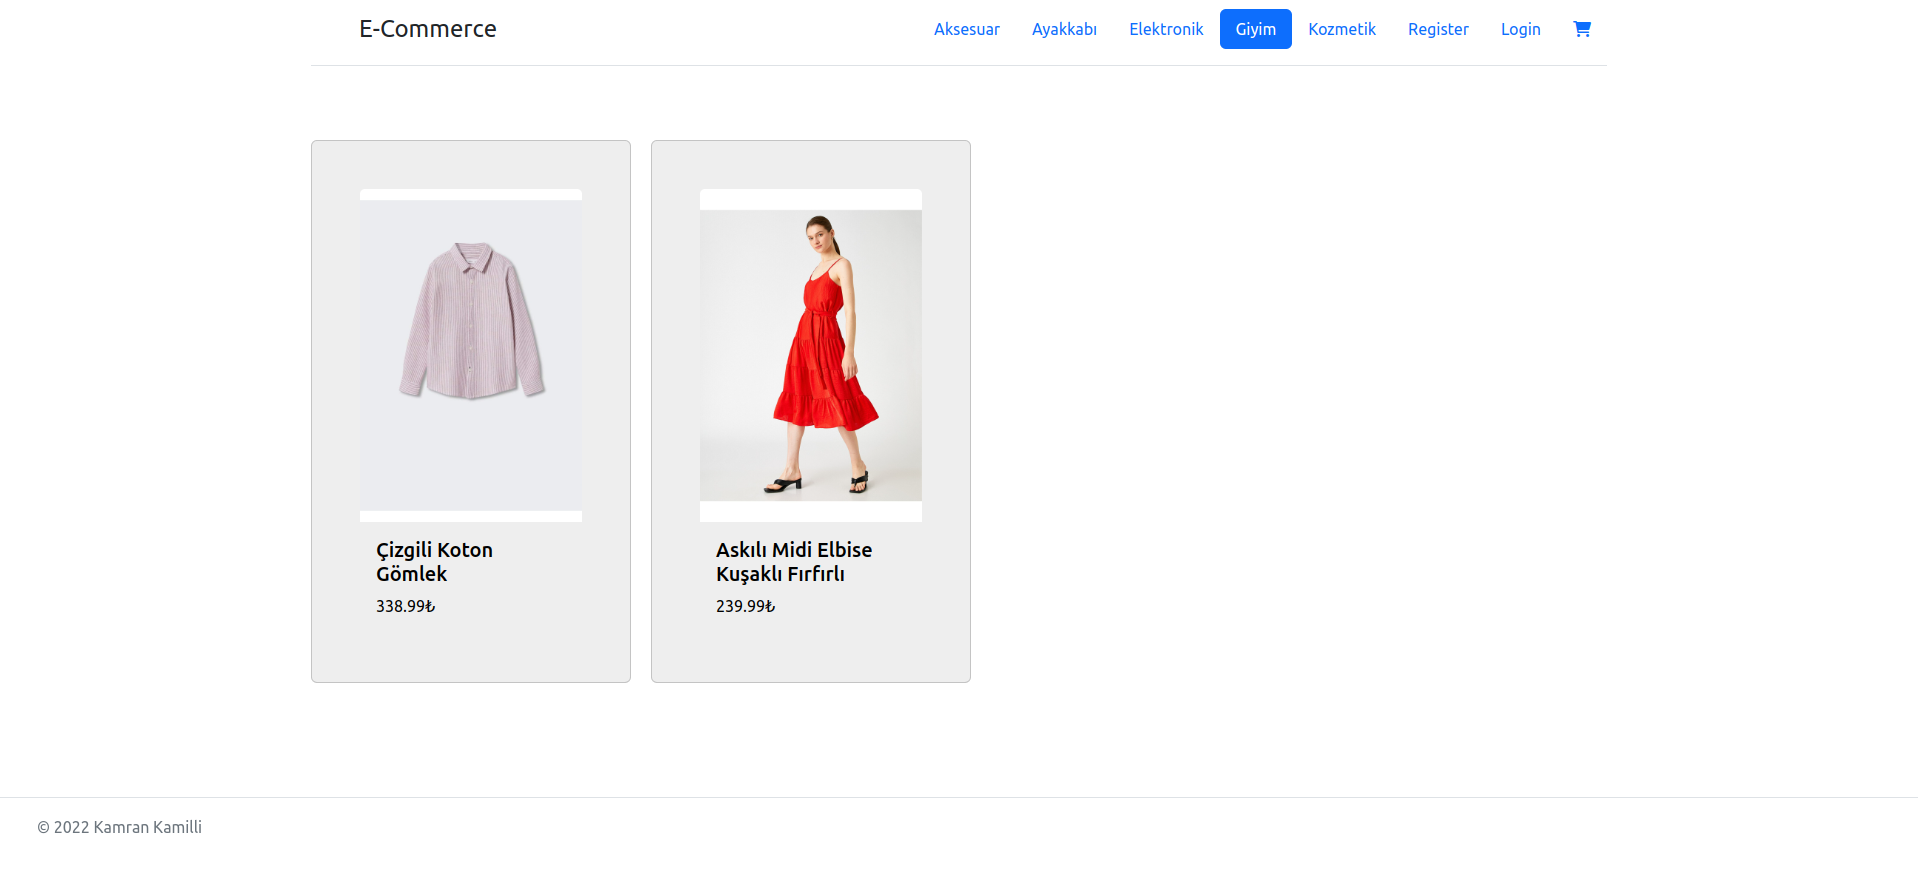 E-Commerce
Aksesuar Ayakkabı Elektronik Giyim Kozmetik Register Login
Çizgili Koton
Gömlek
338.99₺
Askılı Midi Elbise
Kuşaklı Fırfırlı
239.99₺
© 2022 Kamran Kamilli